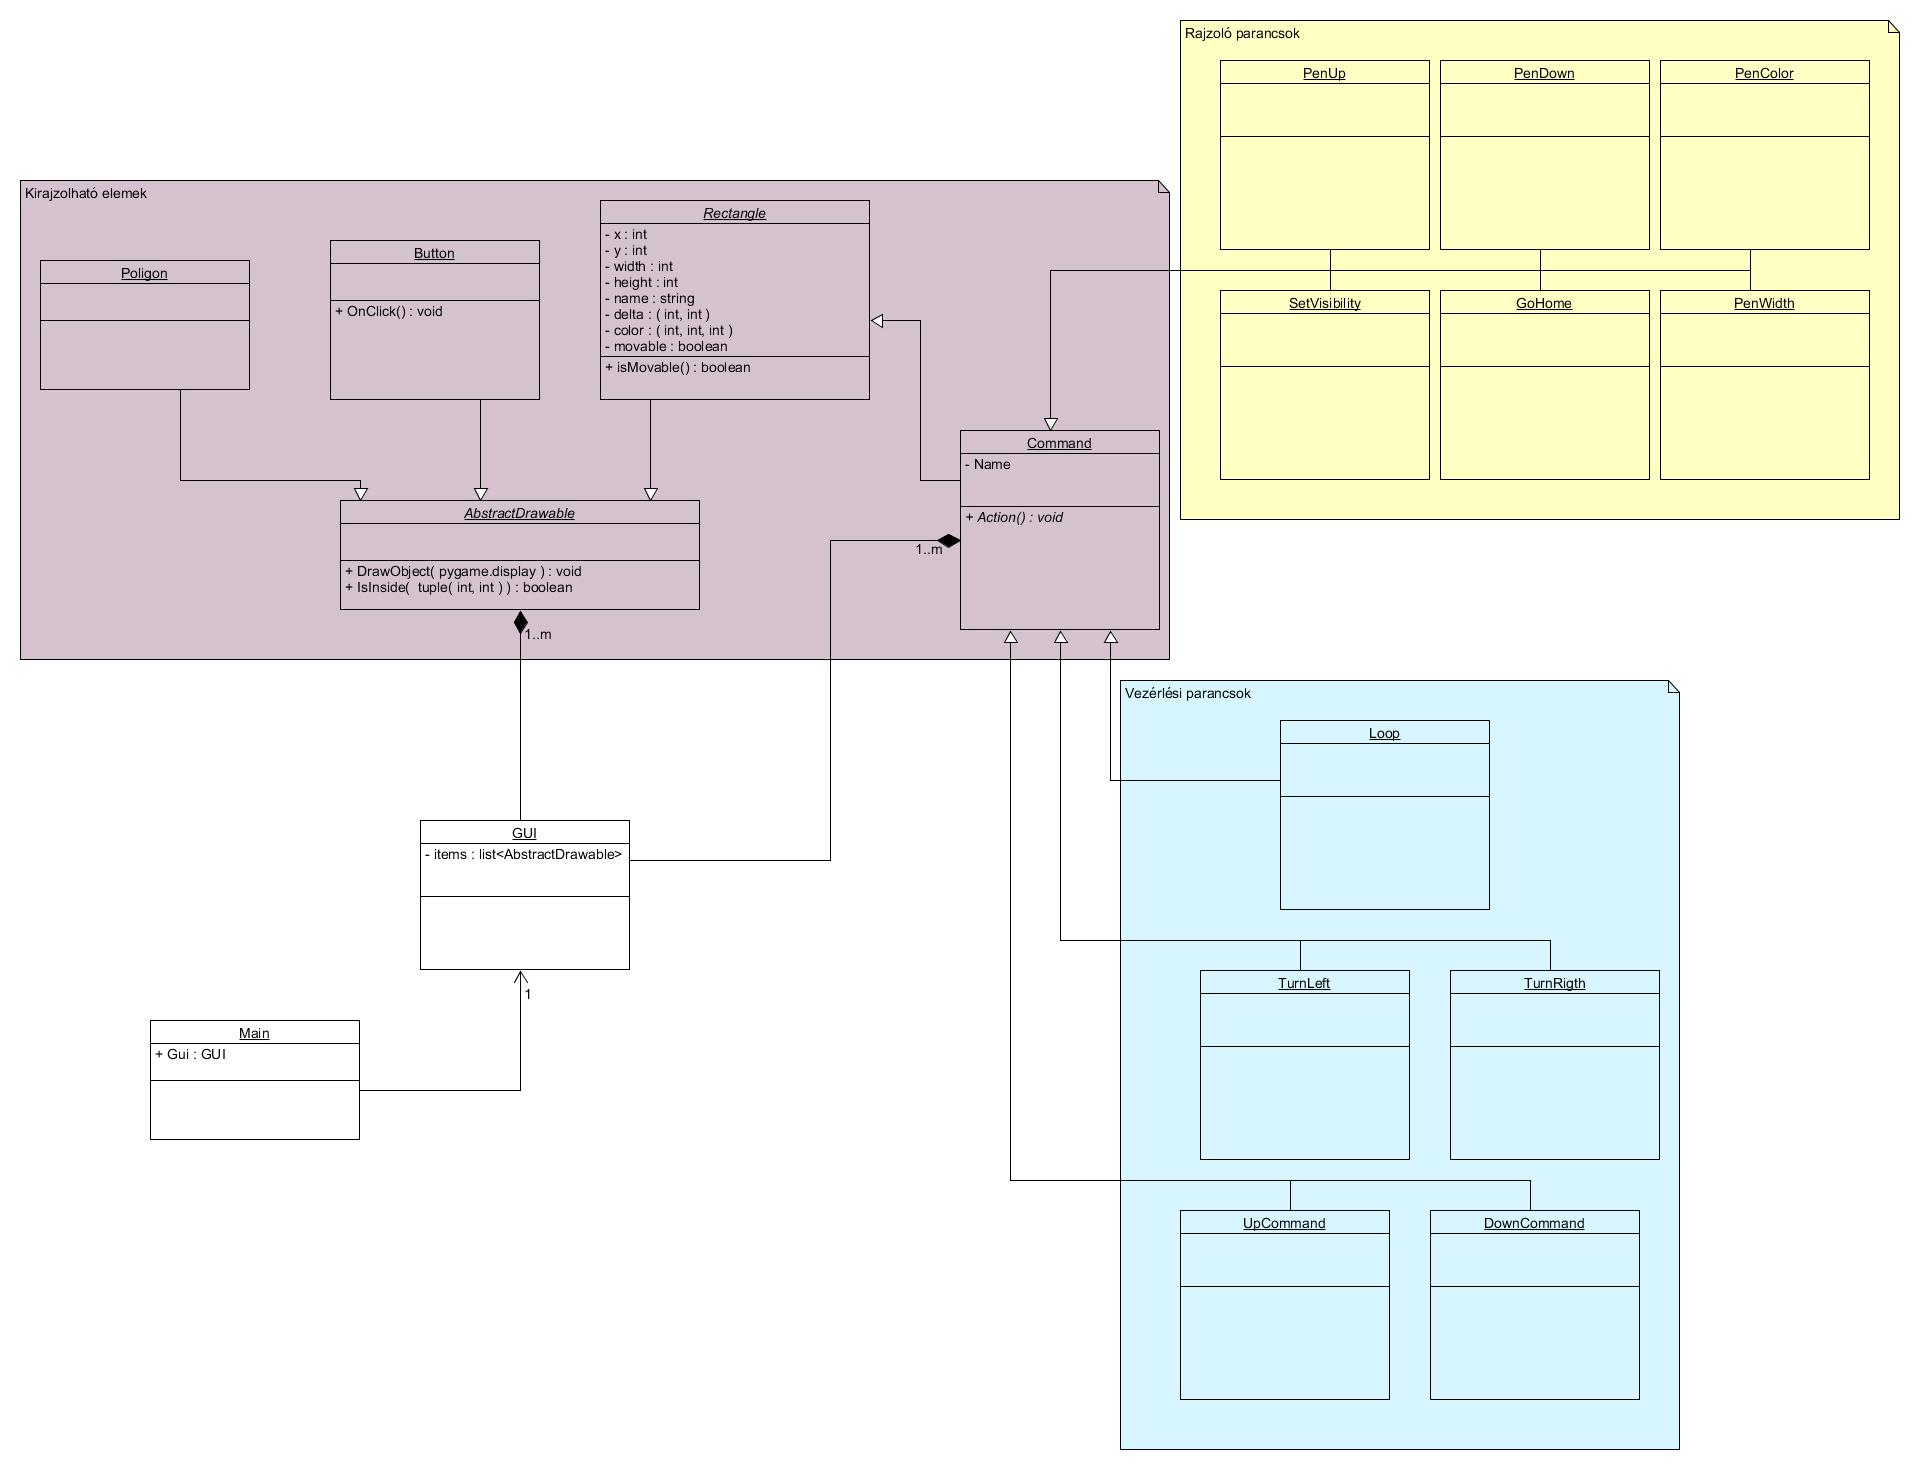 Rajzoló parancsok
PenUp
PenDown
PenColor
SetVisibility
GoHome
PenWidth
Kirajzolható elemek
Poligon
Button
+ OnClick() : void
Rectangle
- x : int
- y : int
- width : int
- height : int
- name : string
- delta : ( int, int )
- color : ( int, int, int )
- movable : boolean
+ isMovable() : boolean
Command
- Name
+ Action() : void
1..m
AbstractDrawable
+ DrawObject( pygame.display ) : void
+ IsInside(  tuple( int, int ) ) : boolean
1..m
GUI
- items : list<AbstractDrawable>
1
Main
+ Gui : GUI
Vezérlési parancsok
Loop
TurnLeft
TurnRigth
UpCommand
DownCommand